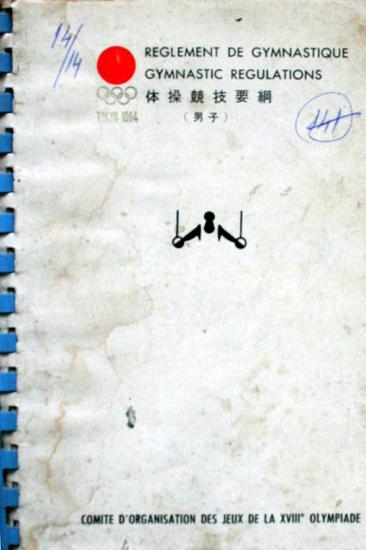 14/
/14
REGLEMENT DE GYMNASTIQUE
GYMNASTIC REGULATIONS
体操競技要綱
(男子)
TOKYO 1964
141
COMITE D'ORGANISATION DES JEUX DE LA XVIIIe OLYMPIADE